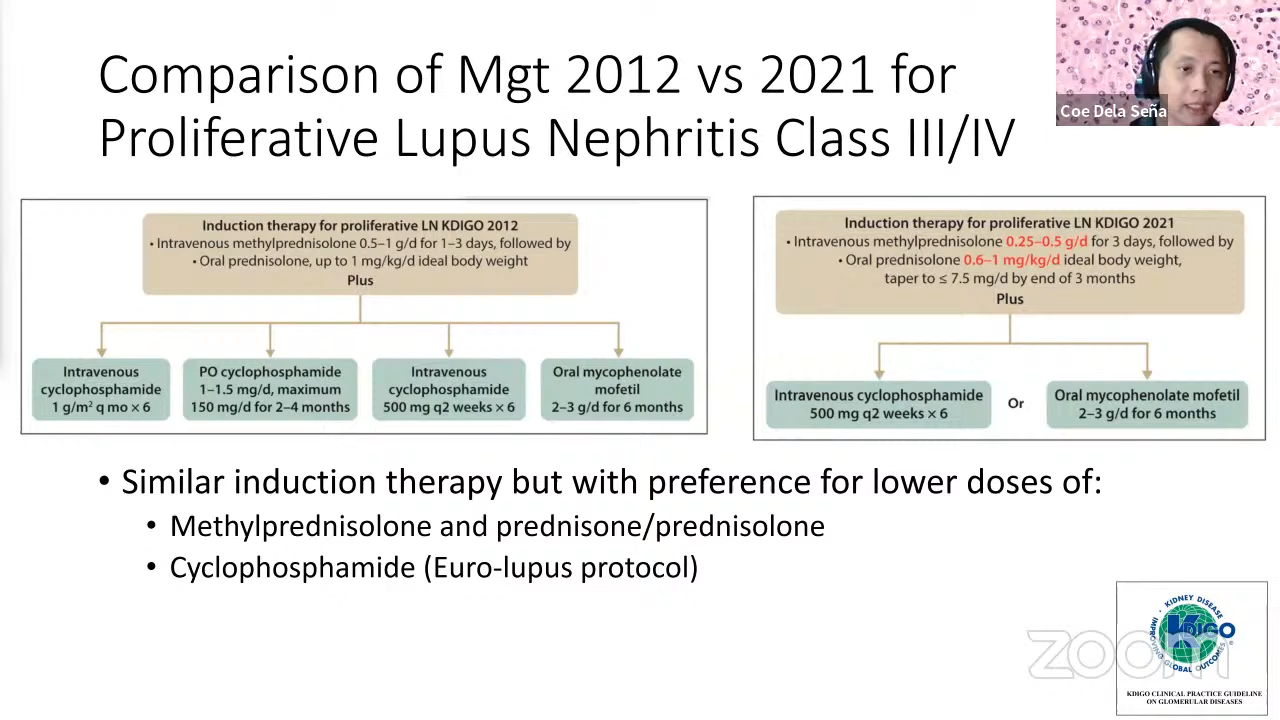 Comparison of Mgt 2012 vs 2021 for
Proliferative Lupus Nephritis Class III/IV
Coe Dela Seña
Induction therapy for proliferative LN KDIGO 2012
• Intravenous methylprednisolone 0.5–1 g/d for 1–3 days, followed by
• Oral prednisolone, up to 1 mg/kg/d ideal body weight
Plus
Intravenous
cyclophosphamide
1 g/m² q mo × 6
PO cyclophosphamide
1–1.5 mg/d, maximum
150 mg/d for 2–4 months
Intravenous
cyclophosphamide
500 mg q2 weeks × 6
Oral mycophenolate
mofetil
2–3 g/d for 6 months
Induction therapy for proliferative LN KDIGO 2021
• Intravenous methylprednisolone 0.25–0.5 g/d for 3 days, followed by
• Oral prednisolone 0.6–1 mg/kg/d ideal body weight,
taper to ≤ 7.5 mg/d by end of 3 months
Plus
Intravenous cyclophosphamide
500 mg q2 weeks × 6
Or
Oral mycophenolate mofetil
2–3 g/d for 6 months
• Similar induction therapy but with preference for lower doses of:
• Methylprednisolone and prednisone/prednisolone
• Cyclophosphamide (Euro-lupus protocol)
KIDNEY DISEASE
KDIGO
IMPROVING GLOBAL OUTCOMES
zoom
KDIGO CLINICAL PRACTICE GUIDELINE
ON GLOMERULAR DISEASES